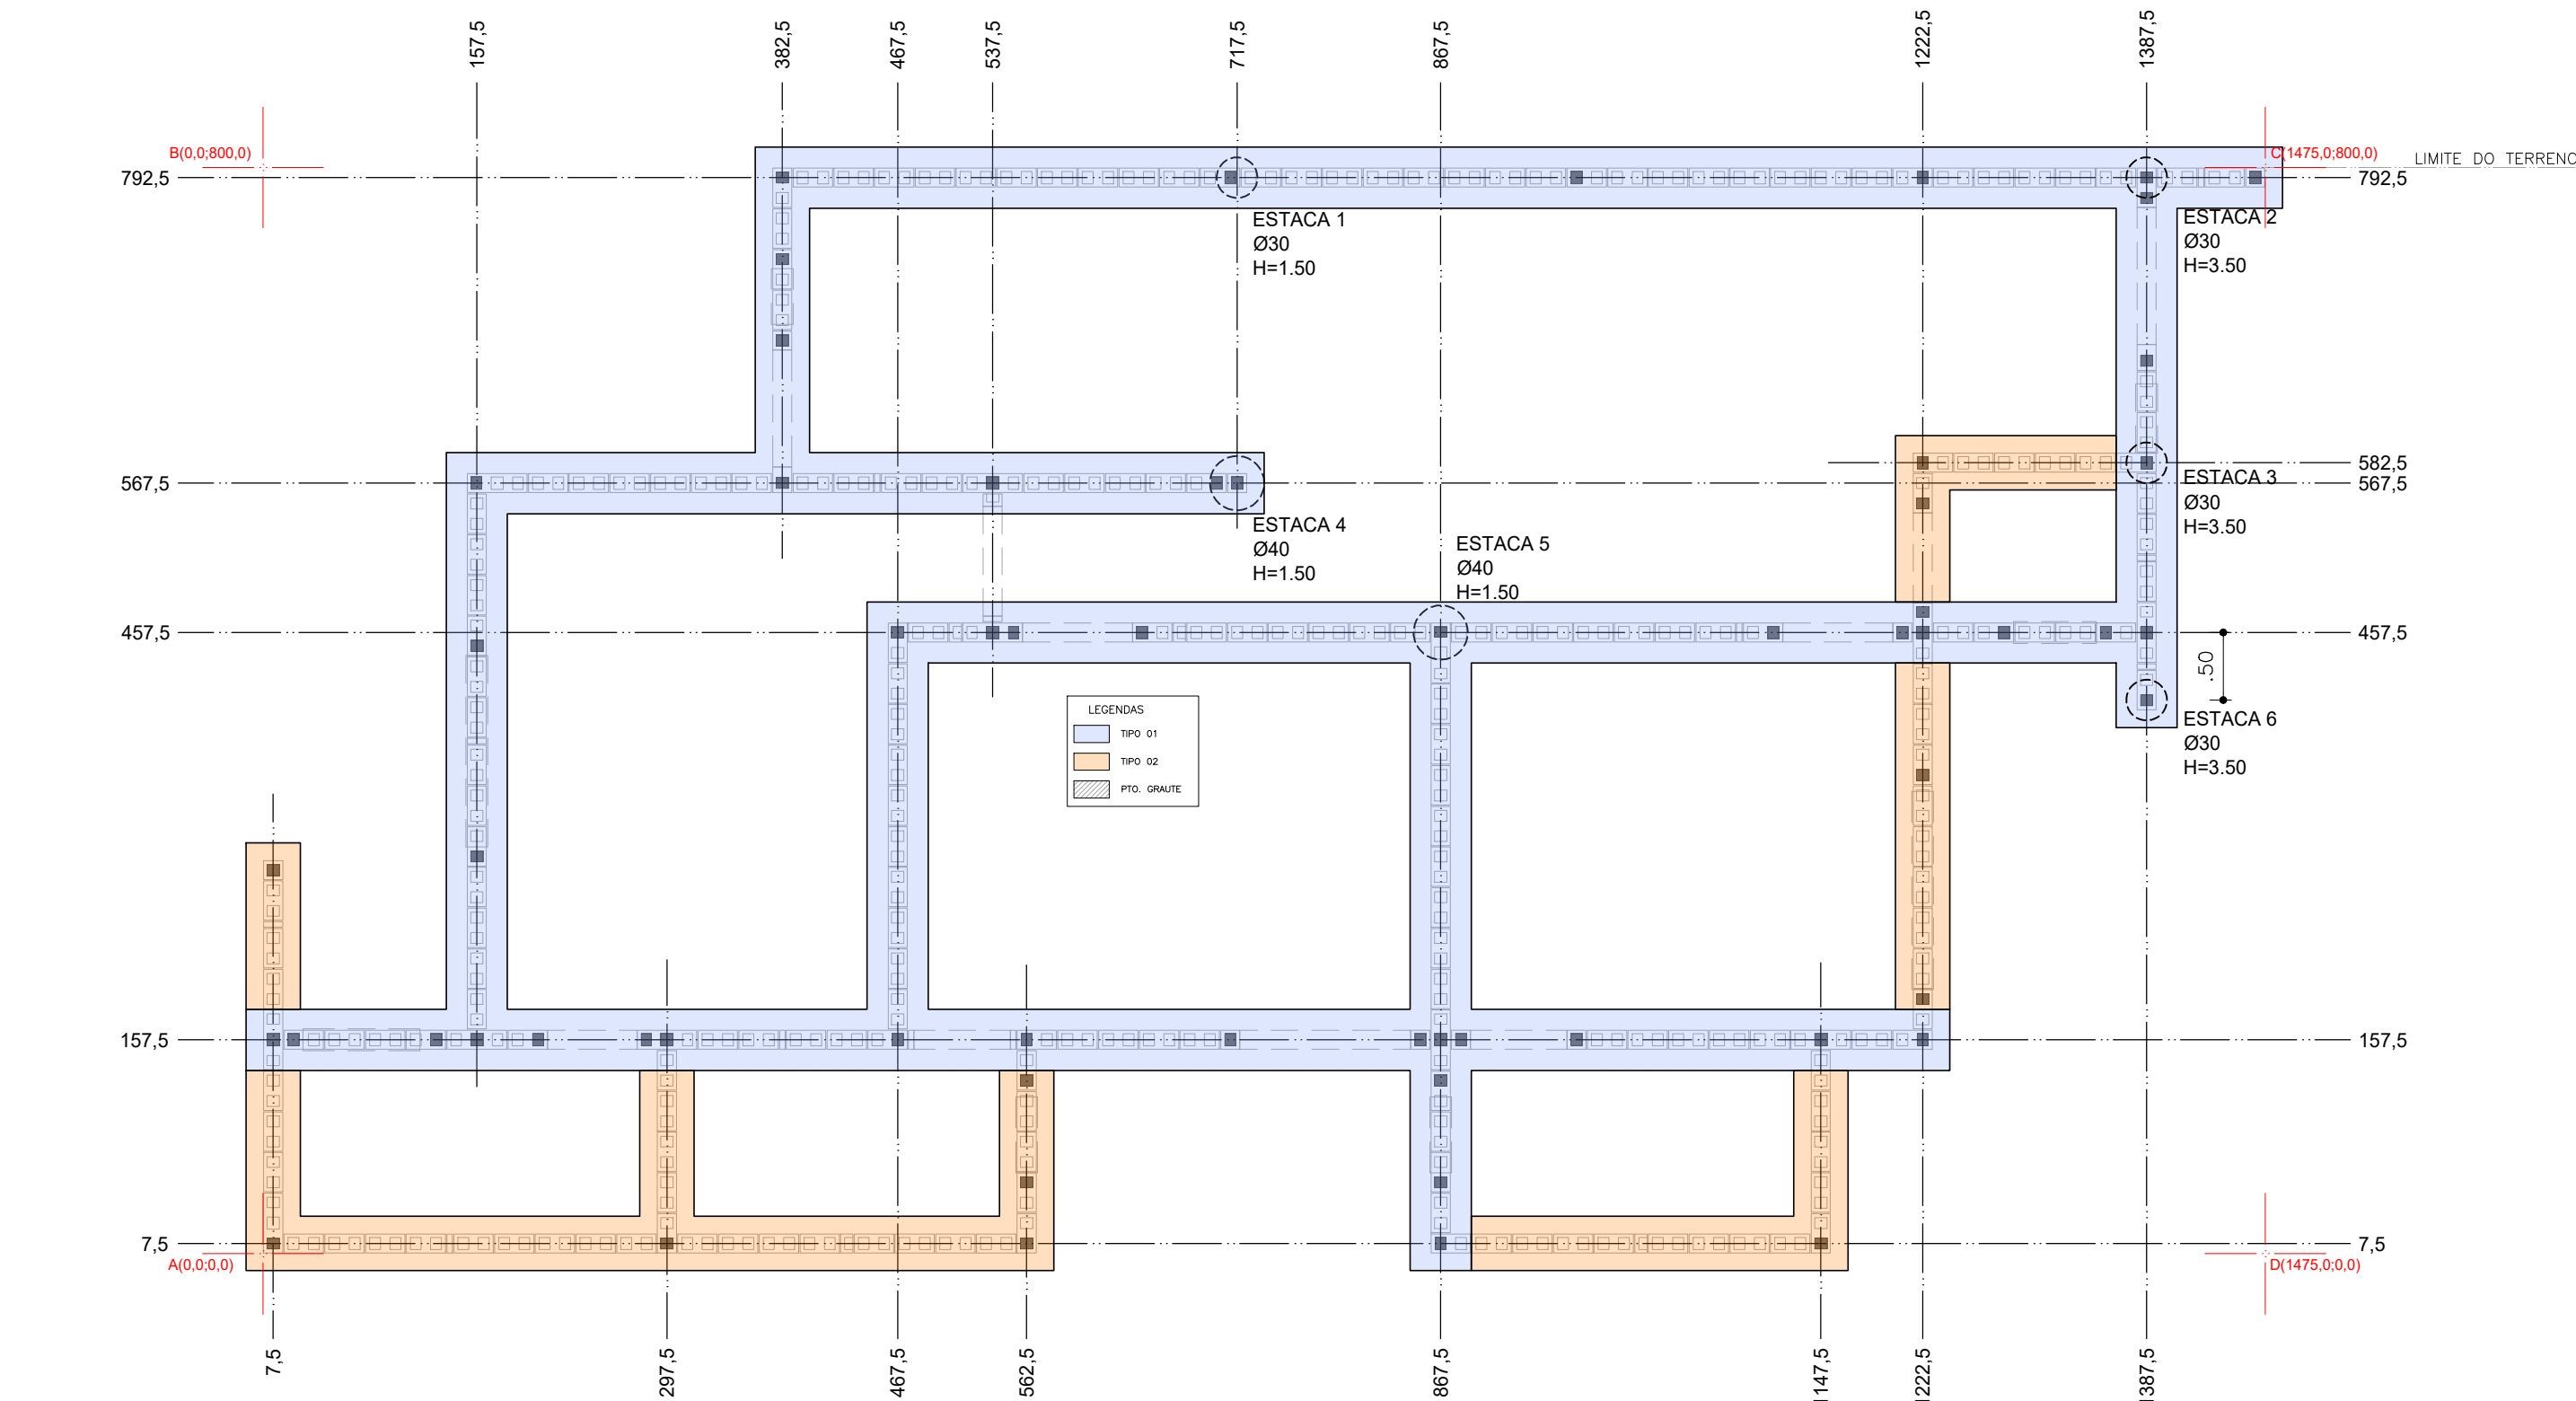 157,5
382,5
467,5
537,5
717,5
867,5
1222,5
1387,5
B(0,0;800,0)
C(1475,0;800,0)
LIMITE DO TERRENO
792,5
792,5
ESTACA 1
Ø30
H=1.50
ESTACA 2
Ø30
H=3.50
567,5
582,5
567,5
ESTACA 3
Ø30
H=3.50
ESTACA 4
Ø40
H=1.50
ESTACA 5
Ø40
H=1.50
457,5
457,5
.50
ESTACA 6
Ø30
H=3.50
LEGENDAS
TIPO 01
TIPO 02
PTO. GRAUTE
157,5
157,5
7,5
7,5
A(0,0;0,0)
D(1475,0;0,0)
7,5
297,5
467,5
562,5
867,5
1147,5
1222,5
1387,5